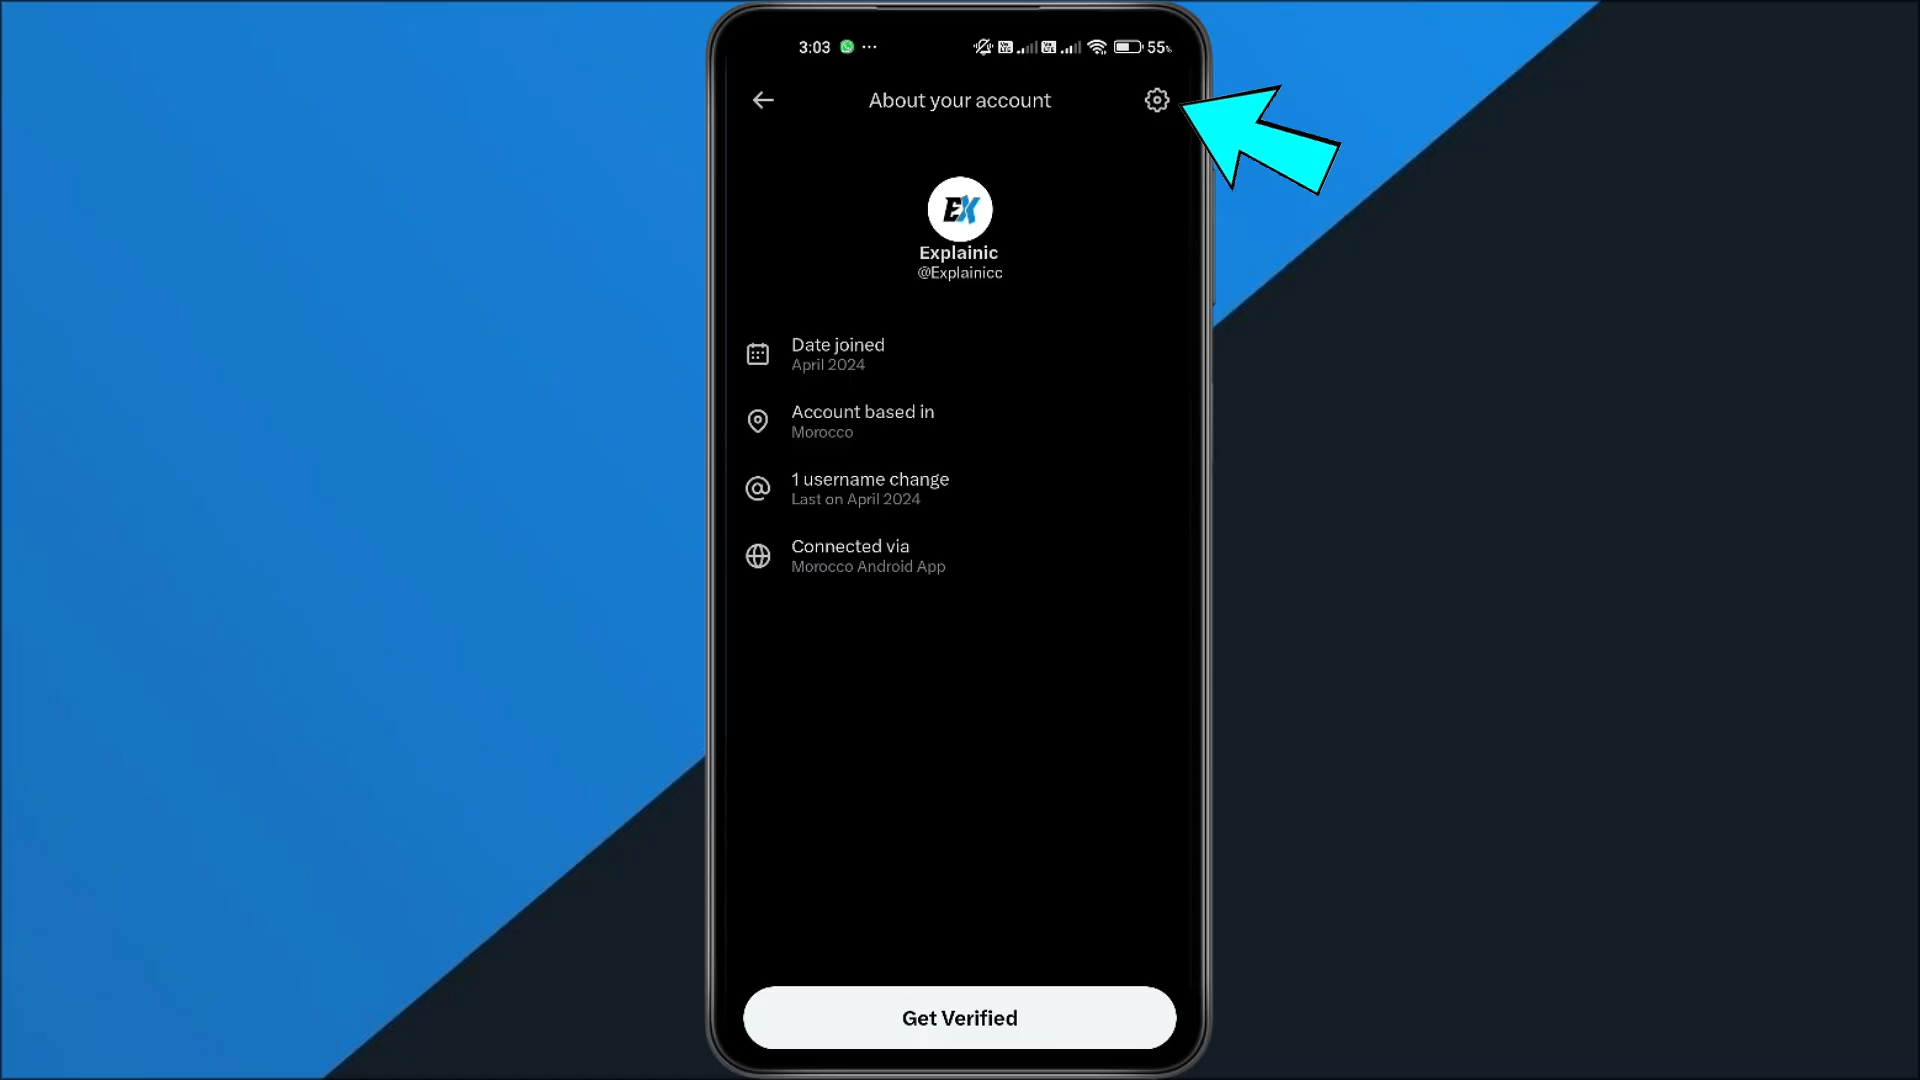 3:03 ... 55%
About your account
EX
Explainic
@Explainicc
Date joined
April 2024
Account based in
Morocco
1 username change
Last on April 2024
Connected via
Morocco Android App
Get Verified